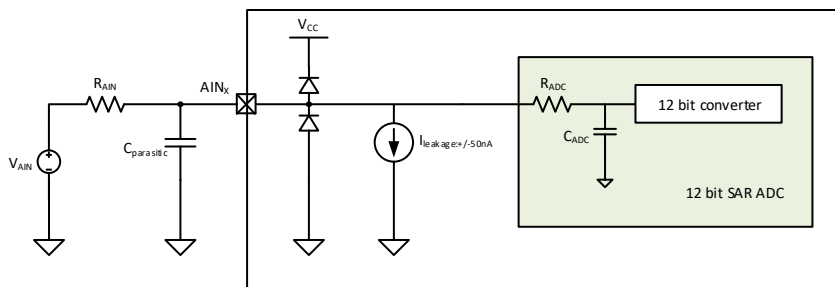 V_CC
R_AIN
AIN_X
R_ADC
12 bit converter
C_parasitic
I_leakage:+/-50nA
C_ADC
V_AIN
+
-
12 bit SAR ADC